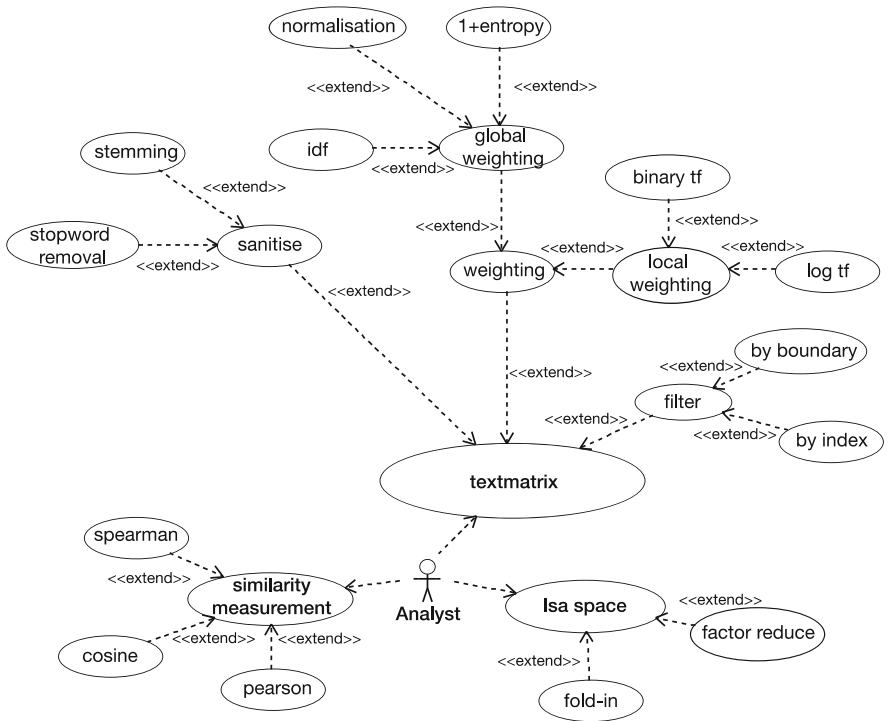 normalisation
1+entropy
<<extend>>
<<extend>>
stemming
idf
<<extend>>
global
weighting
<<extend>>
binary tf
<<extend>>
stopword
removal
<<extend>>
sanitise
<<extend>>
weighting
<<extend>>
local
weighting
<<extend>>
log tf
<<extend>>
<<extend>>
by boundary
<<extend>>
filter
<<extend>>
<<extend>>
by index
textmatrix
spearman
<<extend>>
similarity
measurement
Analyst
lsa space
<<extend>>
factor reduce
<<extend>>
<<extend>>
cosine
pearson
<<extend>>
fold-in